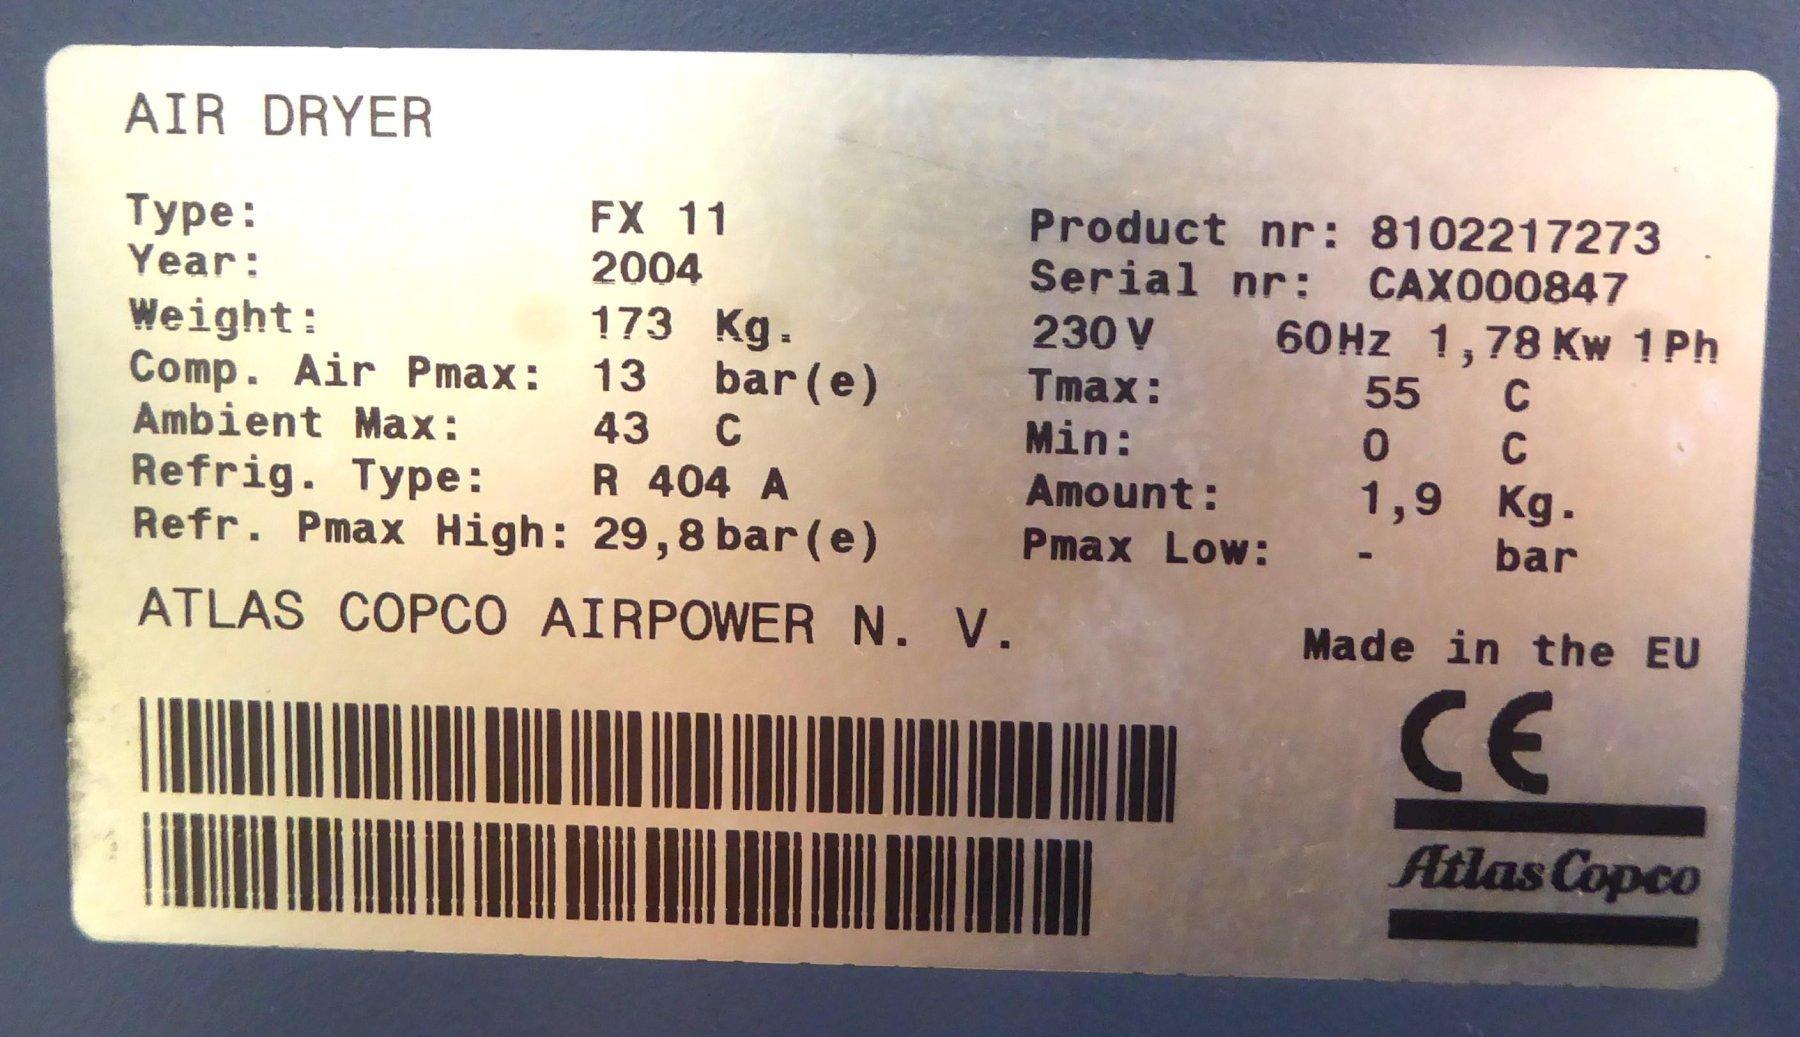 AIR DRYER
Type: FX 11
Year: 2004
Weight: 173 Kg.
Comp. Air Pmax: 13 bar(e)
Ambient Max: 43 C
Refrig. Type: R 404 A
Refr. Pmax High: 29,8 bar(e)
Product nr: 8102217273
Serial nr: CAX000847
230 V 60Hz 1,78 Kw 1 Ph
Tmax: 55 C
Min: 0 C
Amount: 1,9 Kg.
Pmax Low: - bar
ATLAS COPCO AIRPOWER N. V.
Made in the EU
CE
Atlas Copco